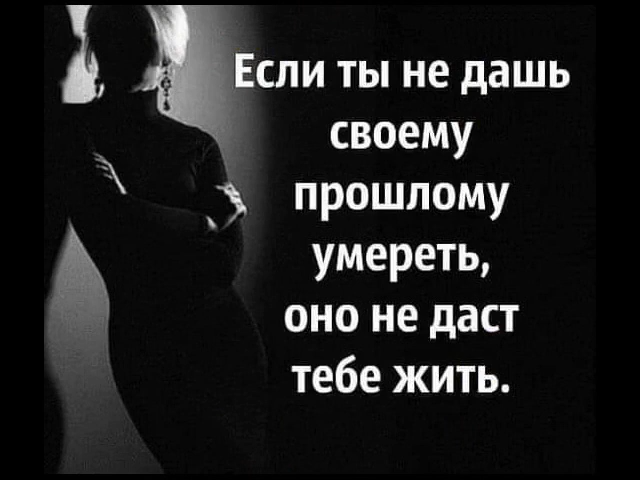 Если ты не дашь
своему
прошлому
умереть,
оно не даст
тебе жить.